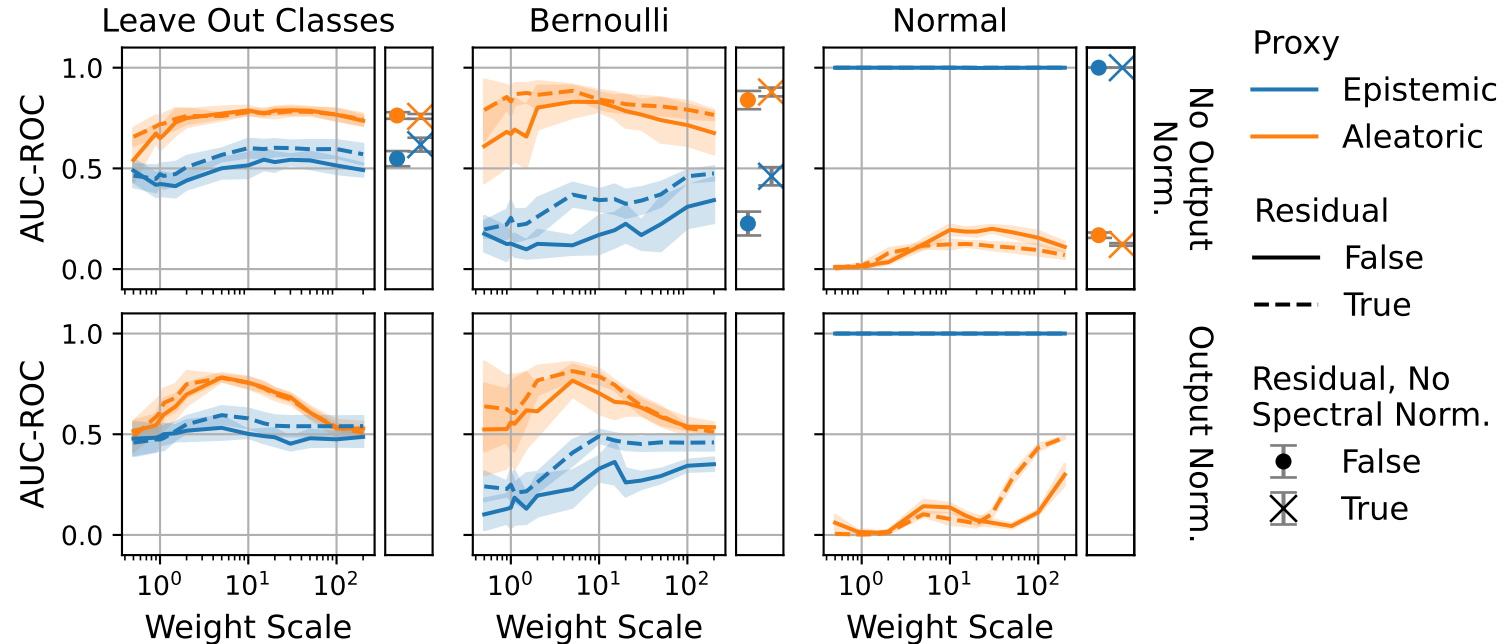 Leave Out Classes
Bernoulli
Normal
AUC-ROC
1.0
0.5
0.0
No Output
Norm.
AUC-ROC
1.0
0.5
0.0
Output Norm.
10⁰ 10¹ 10²
10⁰ 10¹ 10²
10⁰ 10¹ 10²
Weight Scale
Weight Scale
Weight Scale
Proxy
Epistemic
Aleatoric
Residual
False
True
Residual, No
Spectral Norm.
False
True